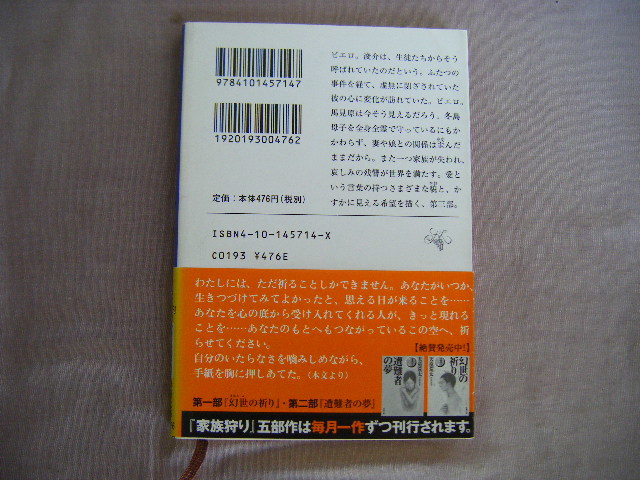 9784101457147
1920193004762
定価：本体476円（税別）
ISBN4-10-145714-X
C0193 ¥476E
ピエロ。浚介は、生徒たちからそう
呼ばれていたのだという。ふたつの
事件を経て、虚無に閉ざされていた
彼の心に変化が訪れていた。ピエロ。
馬見原は今そう見えるだろう。冬島
母子を全身全霊で守っているにもか
かわらず、妻や娘との関係は歪んだ
ままだから。また一つ家族が失われ、
哀しみの残響が世界を満たす。愛と
いう言葉の持つさまざまな貌と、か
すかに見える希望を描く、第三部。
わたしには、ただ祈ることしかできません。あなたがいつか、
生きつづけてみてよかったと、思える日が来ることを……
あなたを心の底から受け入れてくれる人が、きっと現れる
ことを……あなたのもとへもつながっているこの空へ、祈
らせてください。
自分のいたらなさを噛みしめながら、
手紙を胸に押しあてた。（本文より）
【絶賛発売中！】
遭難者の夢
幻世の祈り
第一部『幻世の祈り』・第二部『遭難者の夢』
『家族狩り』五部作は毎月一作ずつ刊行されます。